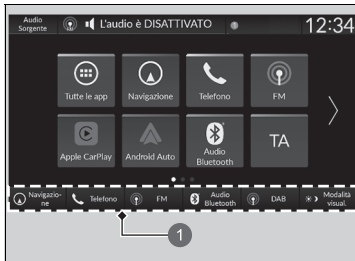 Audio
Sorgente
L'audio è DISATTIVATO
12:34
Tutte le app
Navigazione
Telefono
FM
Apple CarPlay
Android Auto
Audio
Bluetooth
TA
Navigazio-
ne
Telefono
FM
Audio
Bluetooth
DAB
Modalità
visual.
1